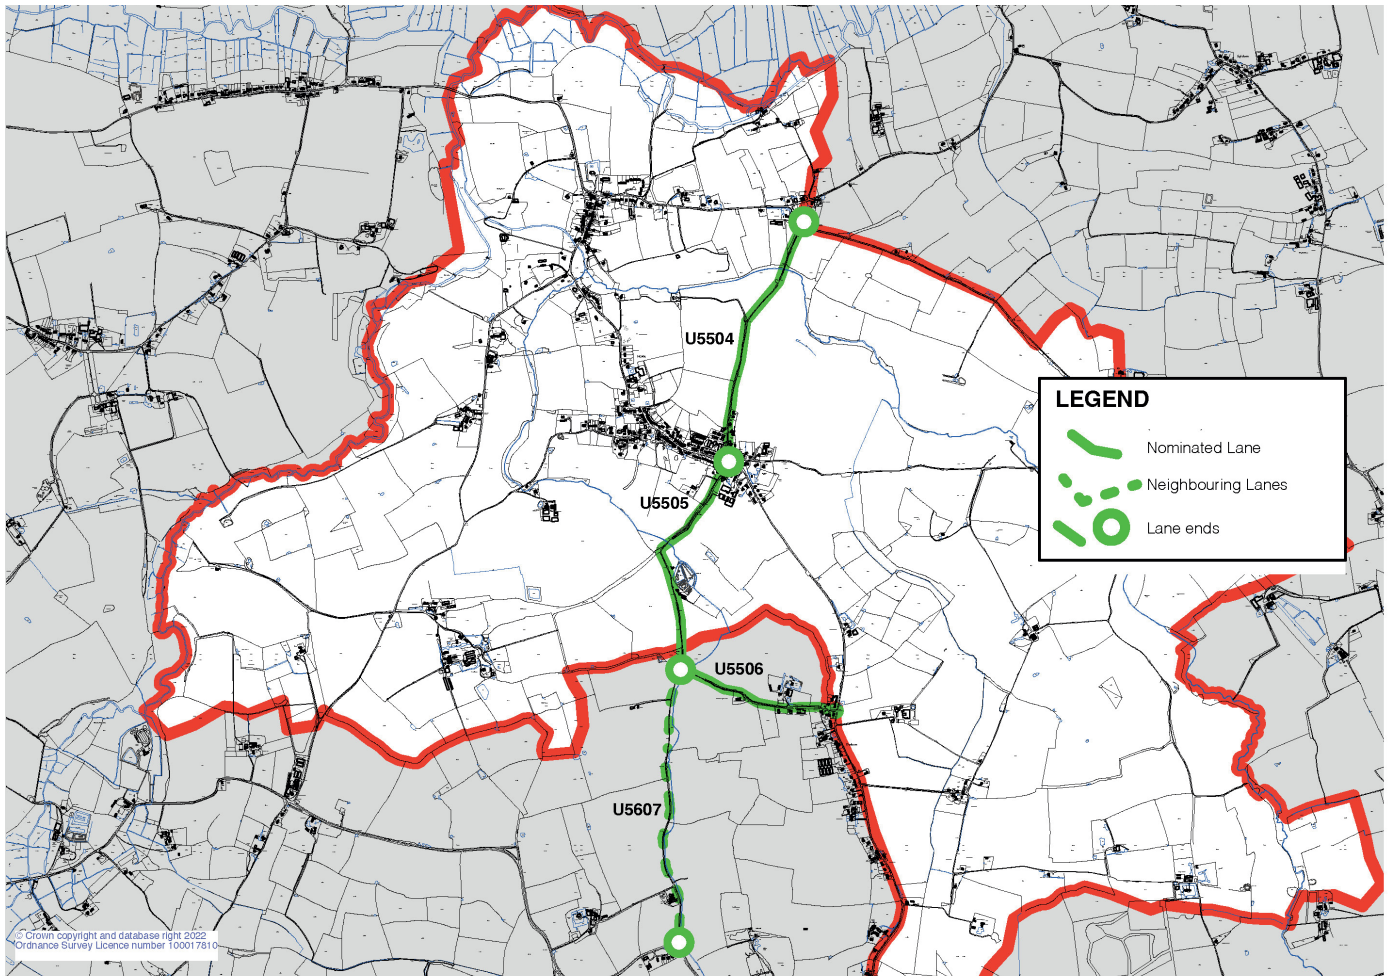 U5504
LEGEND
Nominated Lane
Neighbouring Lanes
Lane ends
U5505
U5506
U5607
© Crown copyright and database right 2022
Ordnance Survey Licence number 100017810